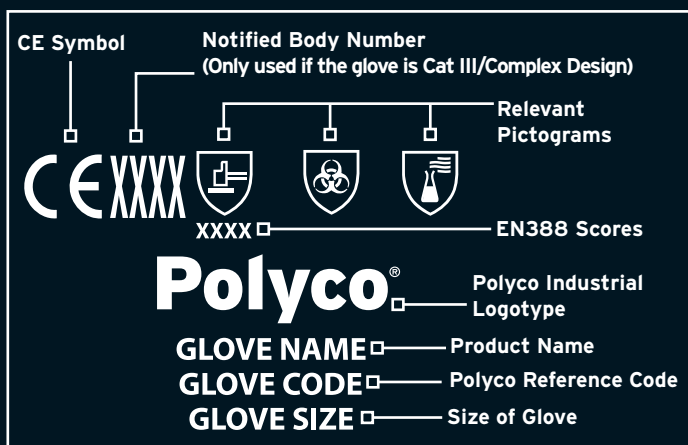 CE Symbol
Notified Body Number
(Only used if the glove is Cat III/Complex Design)
Relevant
Pictograms
CE XXXX
XXXX
EN388 Scores
Polyco®
Polyco Industrial
Logotype
GLOVE NAME
Product Name
GLOVE CODE
Polyco Reference Code
GLOVE SIZE
Size of Glove